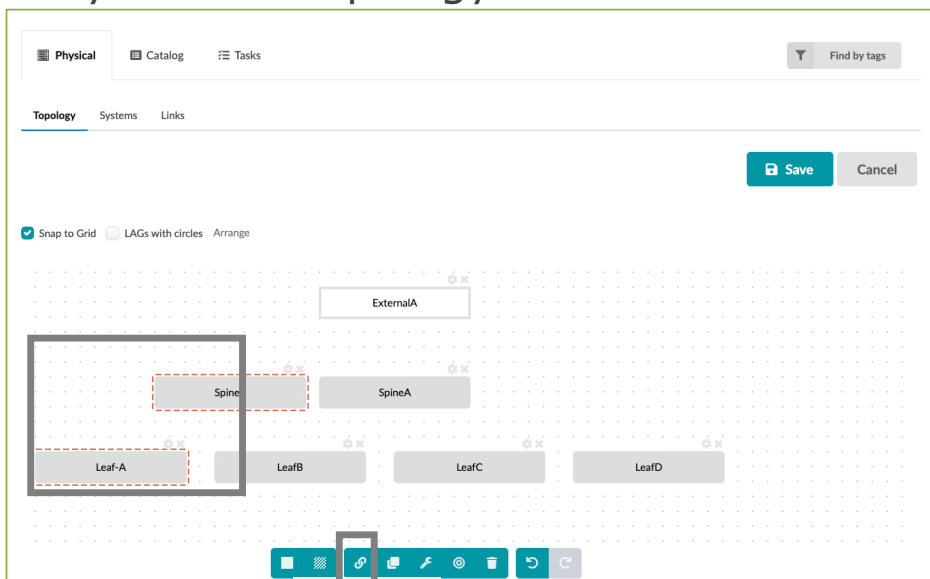 Physical Catalog Tasks Find by tags
Topology Systems Links
Save Cancel
Snap to Grid LAGs with circles Arrange
ExternalA
Spine SpineA
Leaf-A LeafB LeafC LeafD